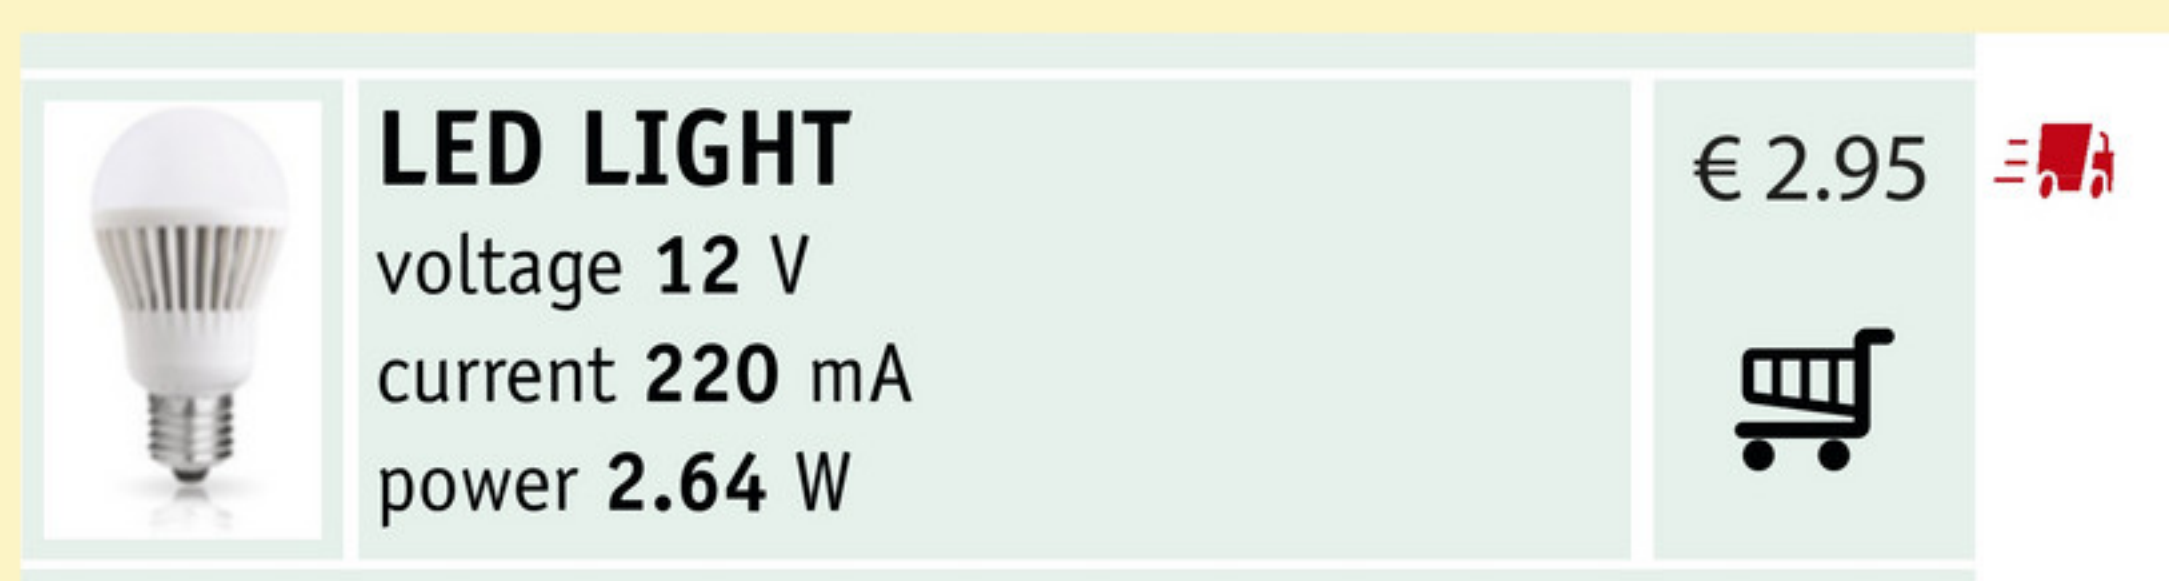 LED LIGHT
voltage 12 V
current 220 mA
power 2.64 W
€ 2.95